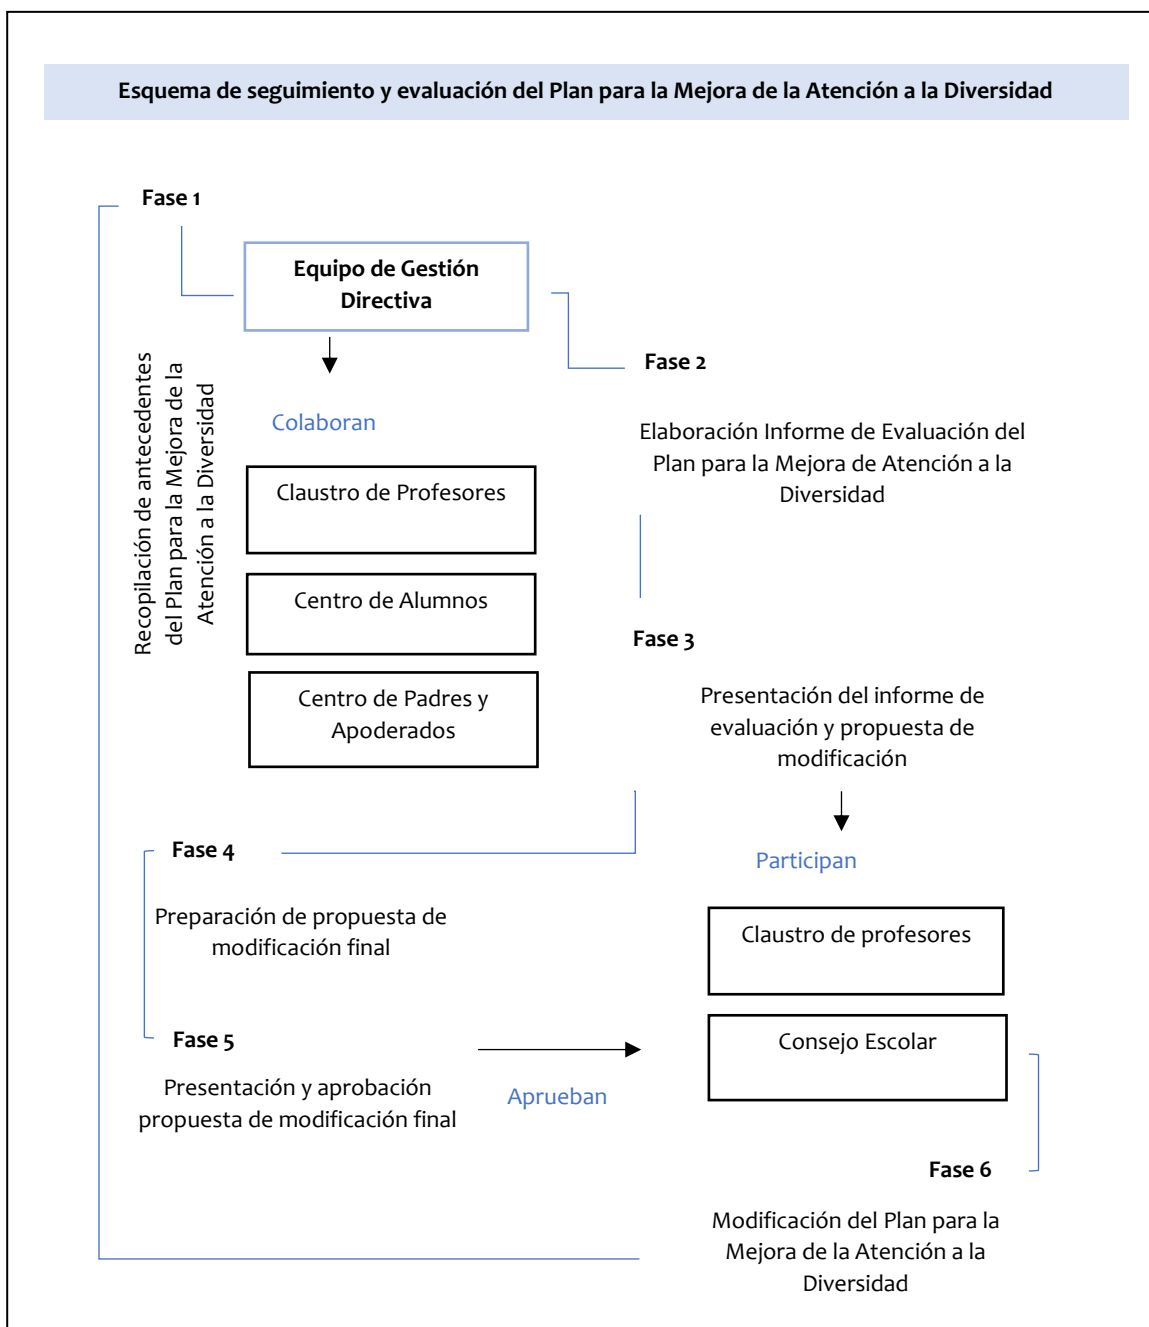 Esquema de seguimiento y evaluación del Plan para la Mejora de la Atención a la Diversidad
Fase 1
Equipo de Gestión
Directiva
Recopilación de antecedentes
del Plan para la Mejora de la
Atención a la Diversidad
Colaboran
Claustro de Profesores
Centro de Alumnos
Centro de Padres y
Apoderados
Fase 2
Elaboración Informe de Evaluación del
Plan para la Mejora de Atención a la
Diversidad
Fase 3
Presentación del informe de
evaluación y propuesta de
modificación
Participan
Claustro de profesores
Consejo Escolar
Fase 4
Preparación de propuesta de
modificación final
Fase 5
Presentación y aprobación
propuesta de modificación final
Aprueban
Fase 6
Modificación del Plan para la
Mejora de la Atención a la
Diversidad